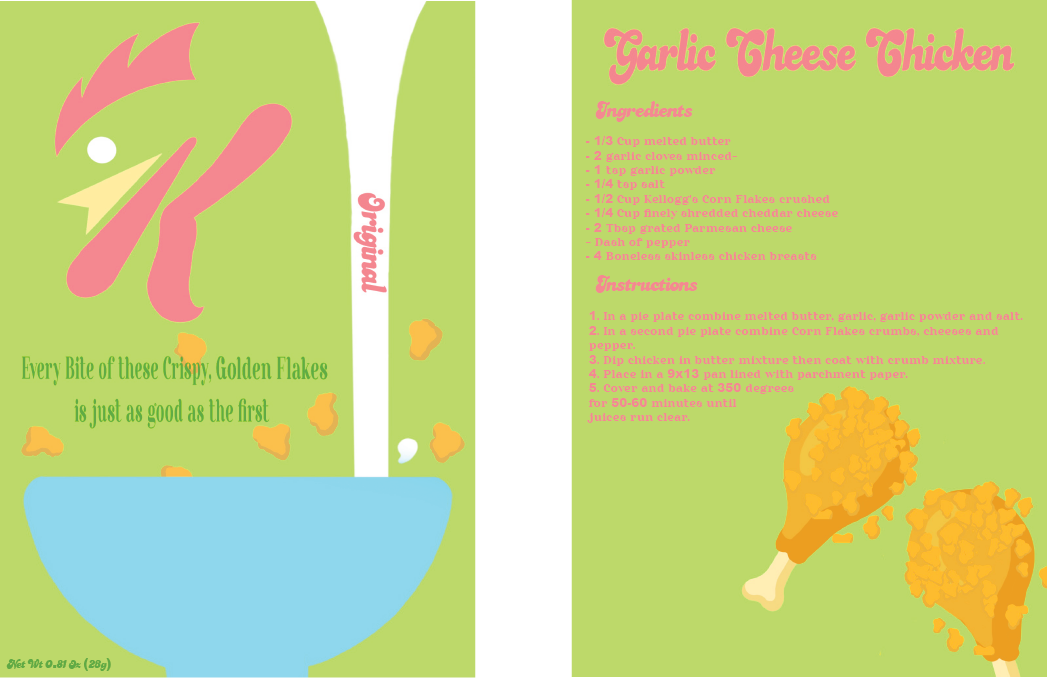 Original
Every Bite of these Crispy, Golden Flakes
is just as good as the first
Net Wt 0.81 Oz (28g)
Garlic Cheese Chicken
Ingredients
- 1/3 Cup melted butter
- 2 garlic cloves minced-
- 1 tsp garlic powder
- 1/4 tsp salt
- 1/2 Cup Kellogg's Corn Flakes crushed
- 1/4 Cup finely shredded cheddar cheese
- 2 Tbsp grated Parmesan cheese
- Dash of pepper
- 4 Boneless skinless chicken breasts
Instructions
1. In a pie plate combine melted butter, garlic, garlic powder and salt.
2. In a second pie plate combine Corn Flakes crumbs, cheeses and
pepper.
3. Dip chicken in butter mixture then coat with crumb mixture.
4. Place in a 9x13 pan lined with parchment paper.
5. Cover and bake at 350 degrees
for 50-60 minutes until
juices run clear.